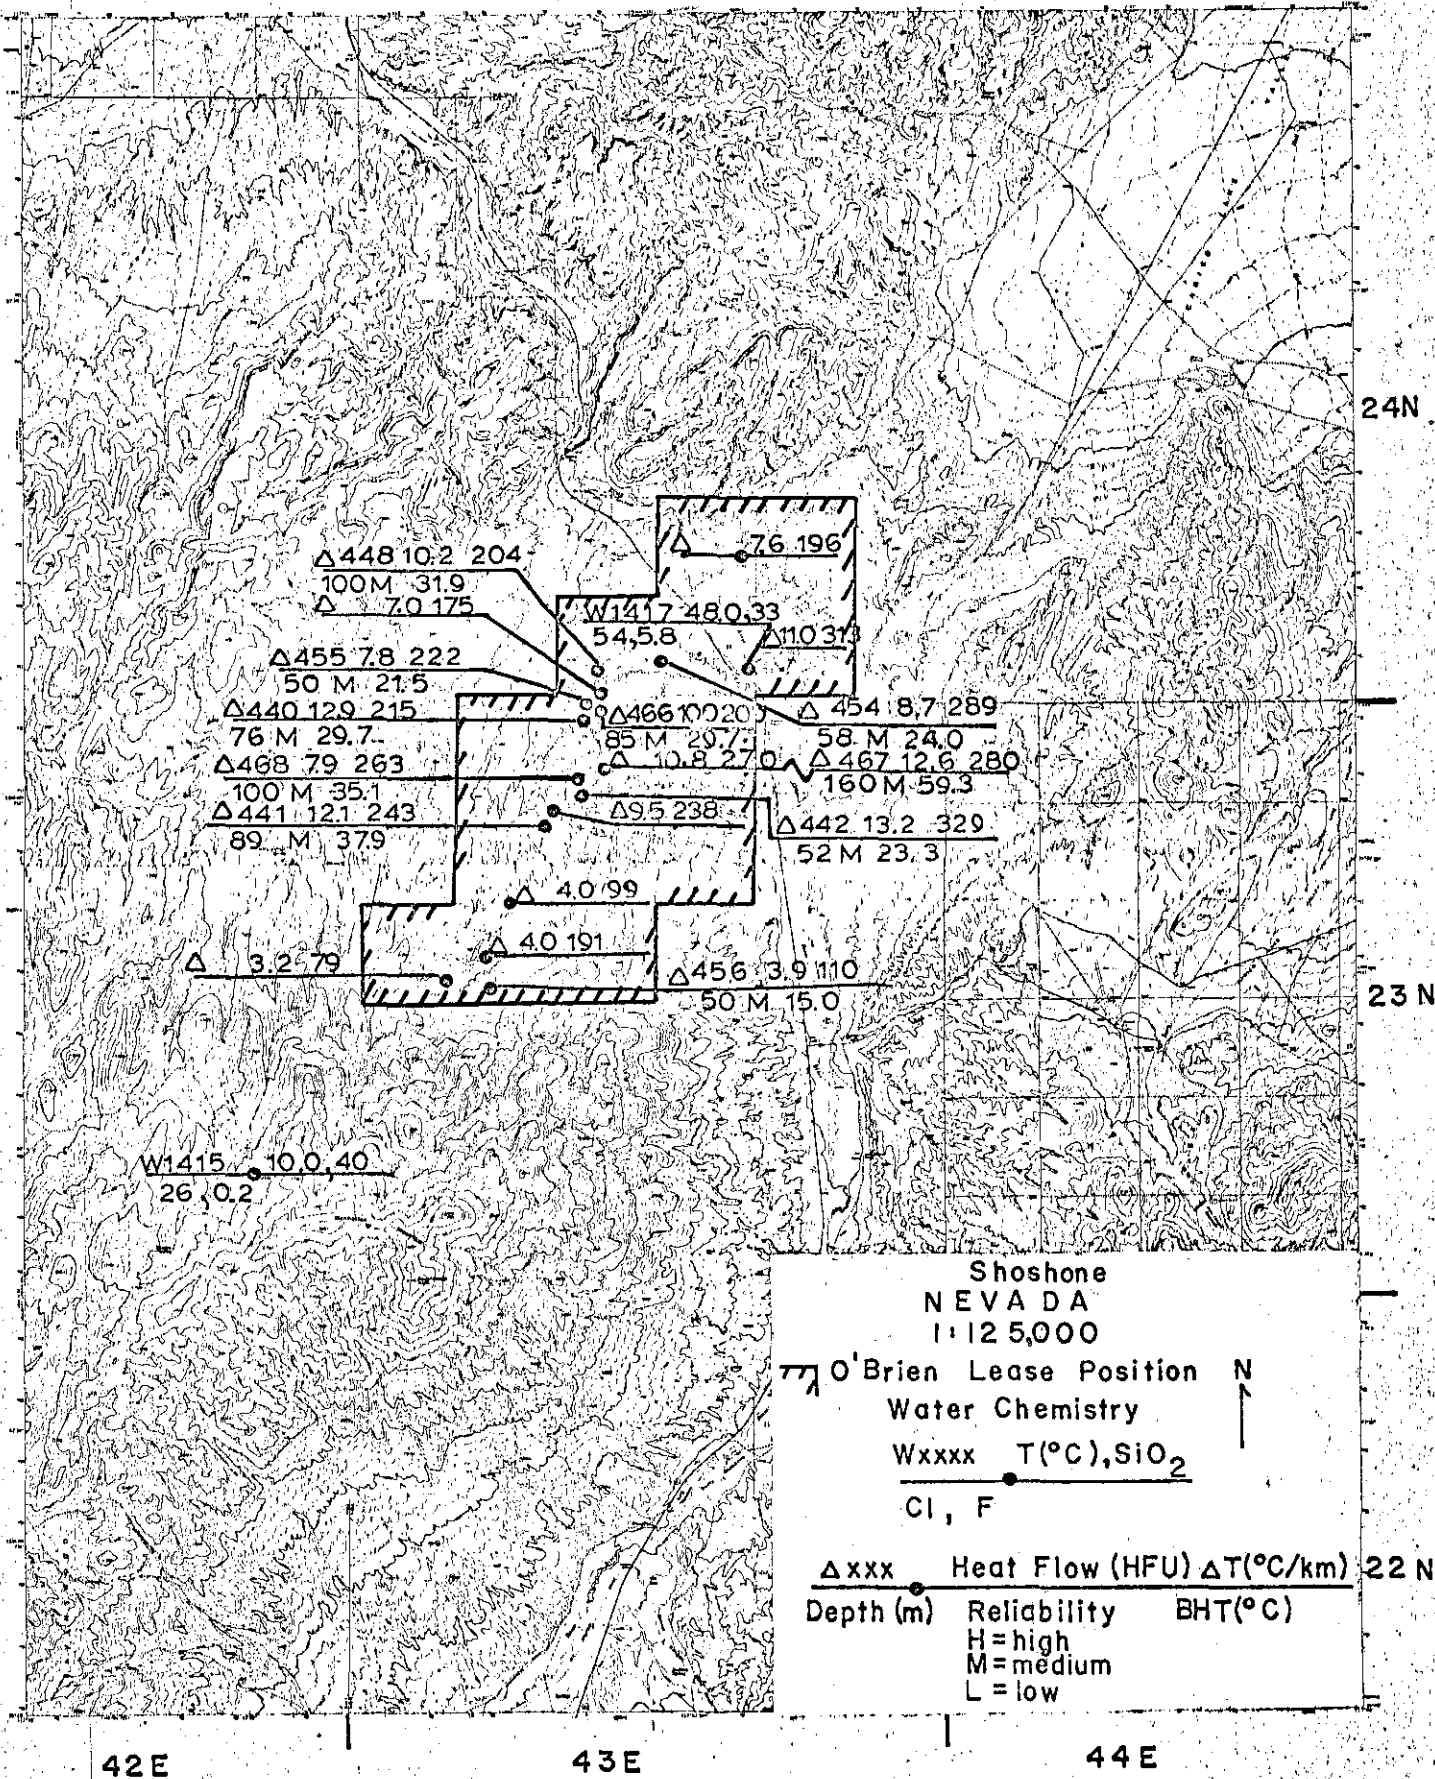 24N
△ 7.6 196
△448 10.2 204
100 M 31.9
△ 7.0 175
W1417 48.0,33
54,5.8
△11.0 313
△455 7.8 222
50 M 21.5
△440 12.9 215
76 M 29.7
△466 10.0 20
85 M 29.7
△ 454 8.7 289
58 M 24.0
△468 7.9 263
100 M 35.1
△ 10.8 270
△ 467 12.6 280
160 M 59.3
△441 12.1 243
89 M 37.9
△9.5 238
△442 13.2 329
52 M 23.3
△ 4.0 99
△ 4.0 191
△ 3.2 79
△456 3.9 110
50 M 15.0
23 N
W1415 10.0,40
26,0.2
Shoshone
NEVADA
1:125,000
O'Brien Lease Position N
Water Chemistry
Wxxxx T(°C),SiO2
Cl, F
△xxx Heat Flow (HFU) △T(°C/km)
22 N
Depth (m) Reliability BHT(°C)
H=high
M=medium
L=low
42E 43E 44E